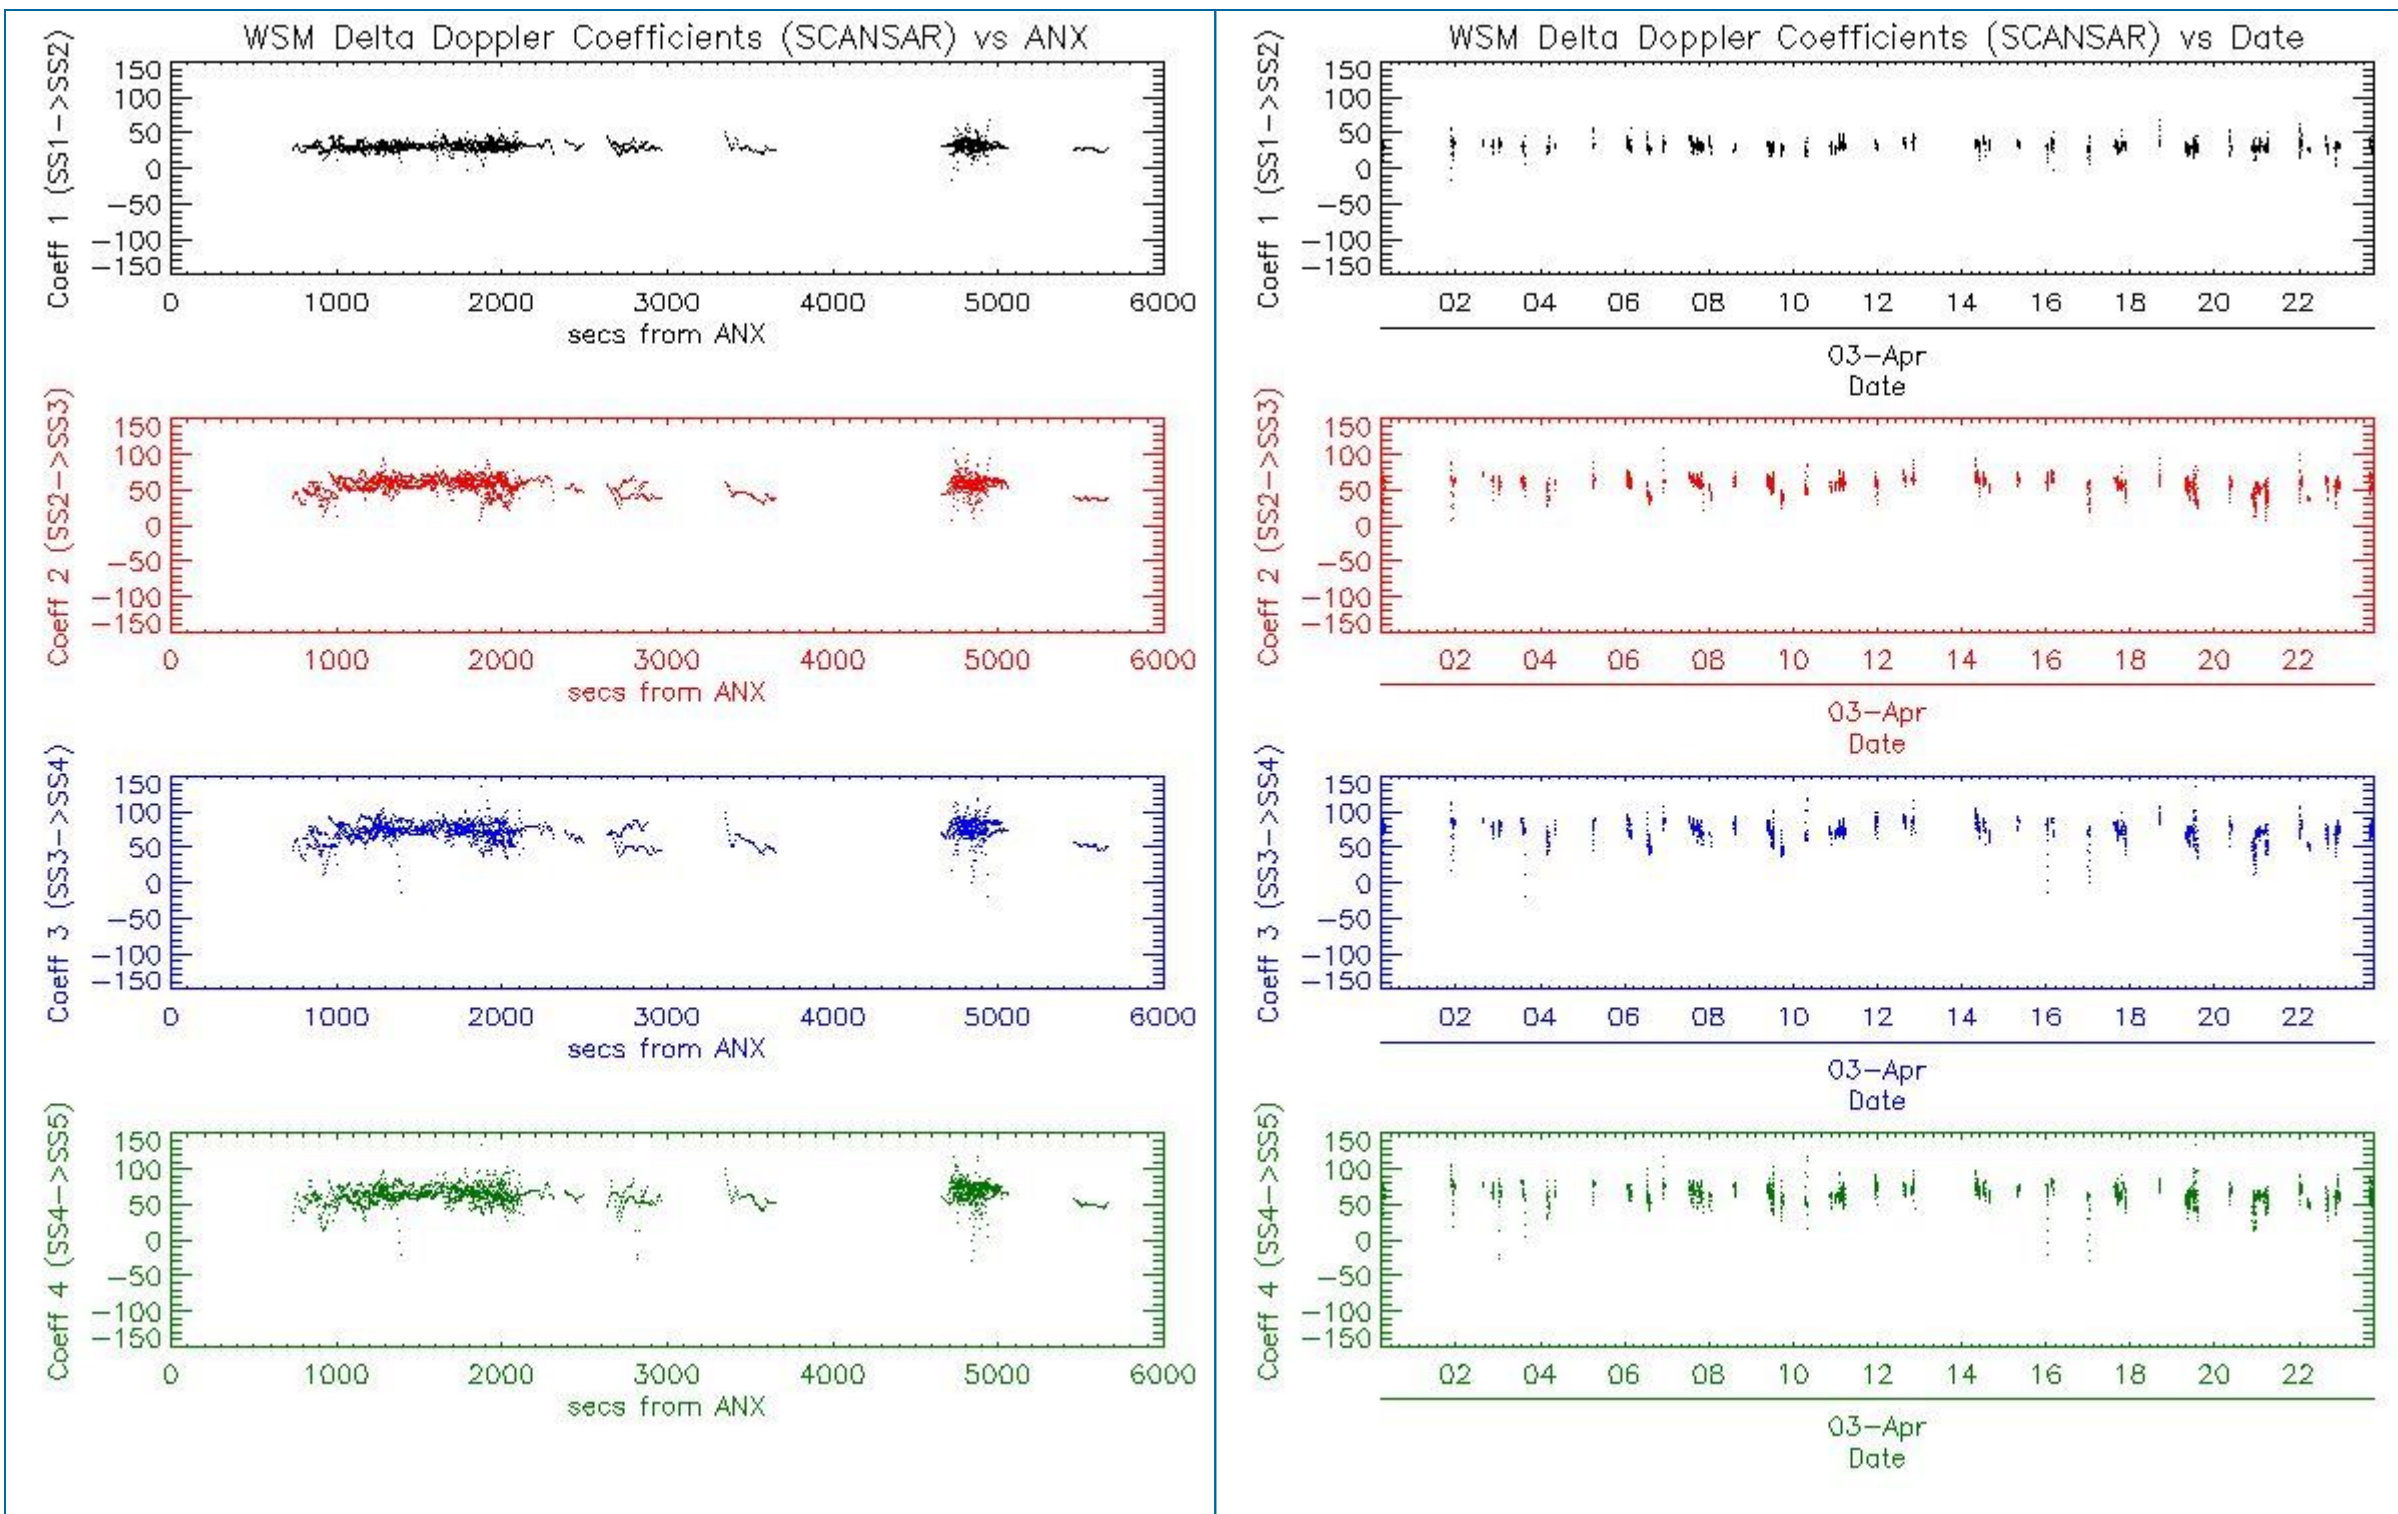 WSM Delta Doppler Coefficients (SCANSAR) vs ANX
Coeff 1 (SS1->SS2)
150
100
50
0
-50
-100
-150
0 1000 2000 3000 4000 5000 6000
secs from ANX
Coeff 2 (SS2->SS3)
150
100
50
0
-50
-100
-150
0 1000 2000 3000 4000 5000 6000
secs from ANX
Coeff 3 (SS3->SS4)
150
100
50
0
-50
-100
-150
0 1000 2000 3000 4000 5000 6000
secs from ANX
Coeff 4 (SS4->SS5)
150
100
50
0
-50
-100
-150
0 1000 2000 3000 4000 5000 6000
secs from ANX
WSM Delta Doppler Coefficients (SCANSAR) vs Date
Coeff 1 (SS1->SS2)
150
100
50
0
-50
-100
-150
02 04 06 08 10 12 14 16 18 20 22
03-Apr
Date
Coeff 2 (SS2->SS3)
150
100
50
0
-50
-100
-150
02 04 06 08 10 12 14 16 18 20 22
03-Apr
Date
Coeff 3 (SS3->SS4)
150
100
50
0
-50
-100
-150
02 04 06 08 10 12 14 16 18 20 22
03-Apr
Date
Coeff 4 (SS4->SS5)
150
100
50
0
-50
-100
-150
02 04 06 08 10 12 14 16 18 20 22
03-Apr
Date